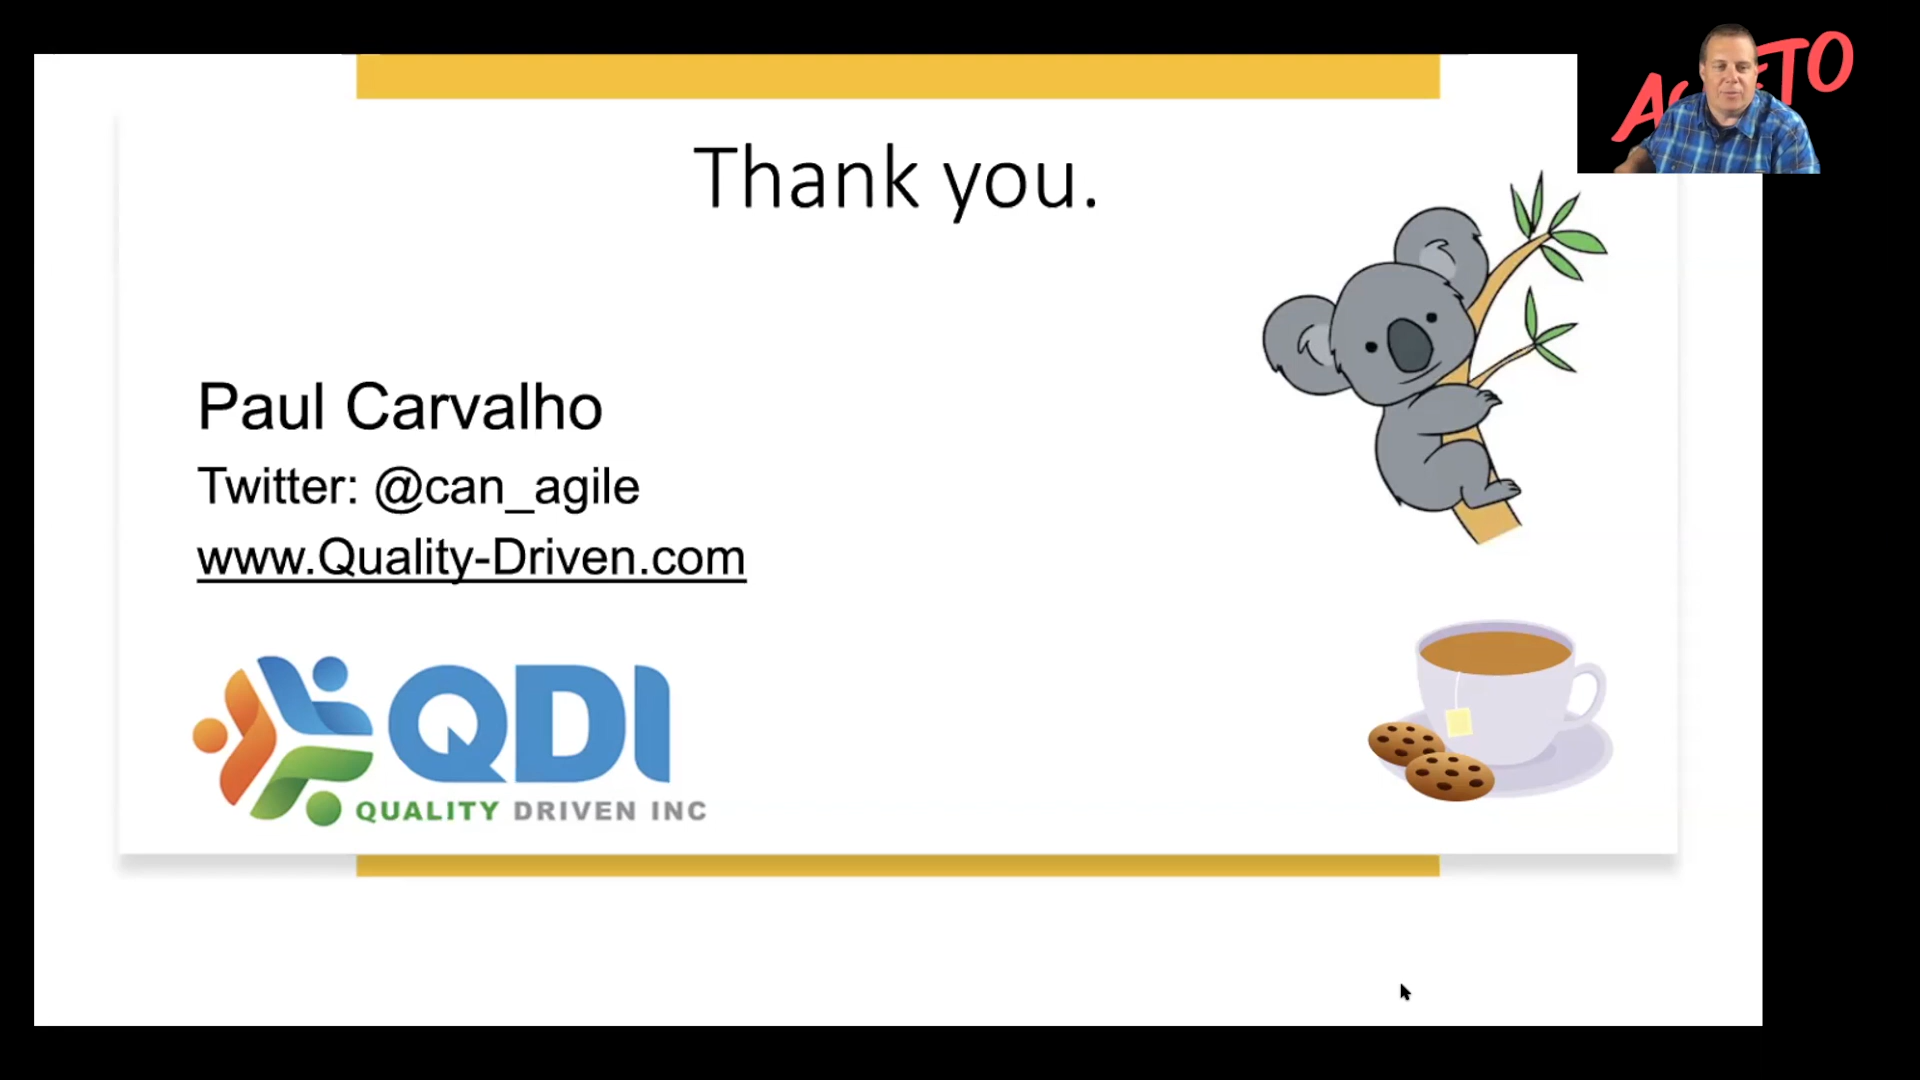 Thank you.
Paul Carvalho
Twitter: @can_agile
www.Quality-Driven.com
QDI
QUALITY DRIVEN INC